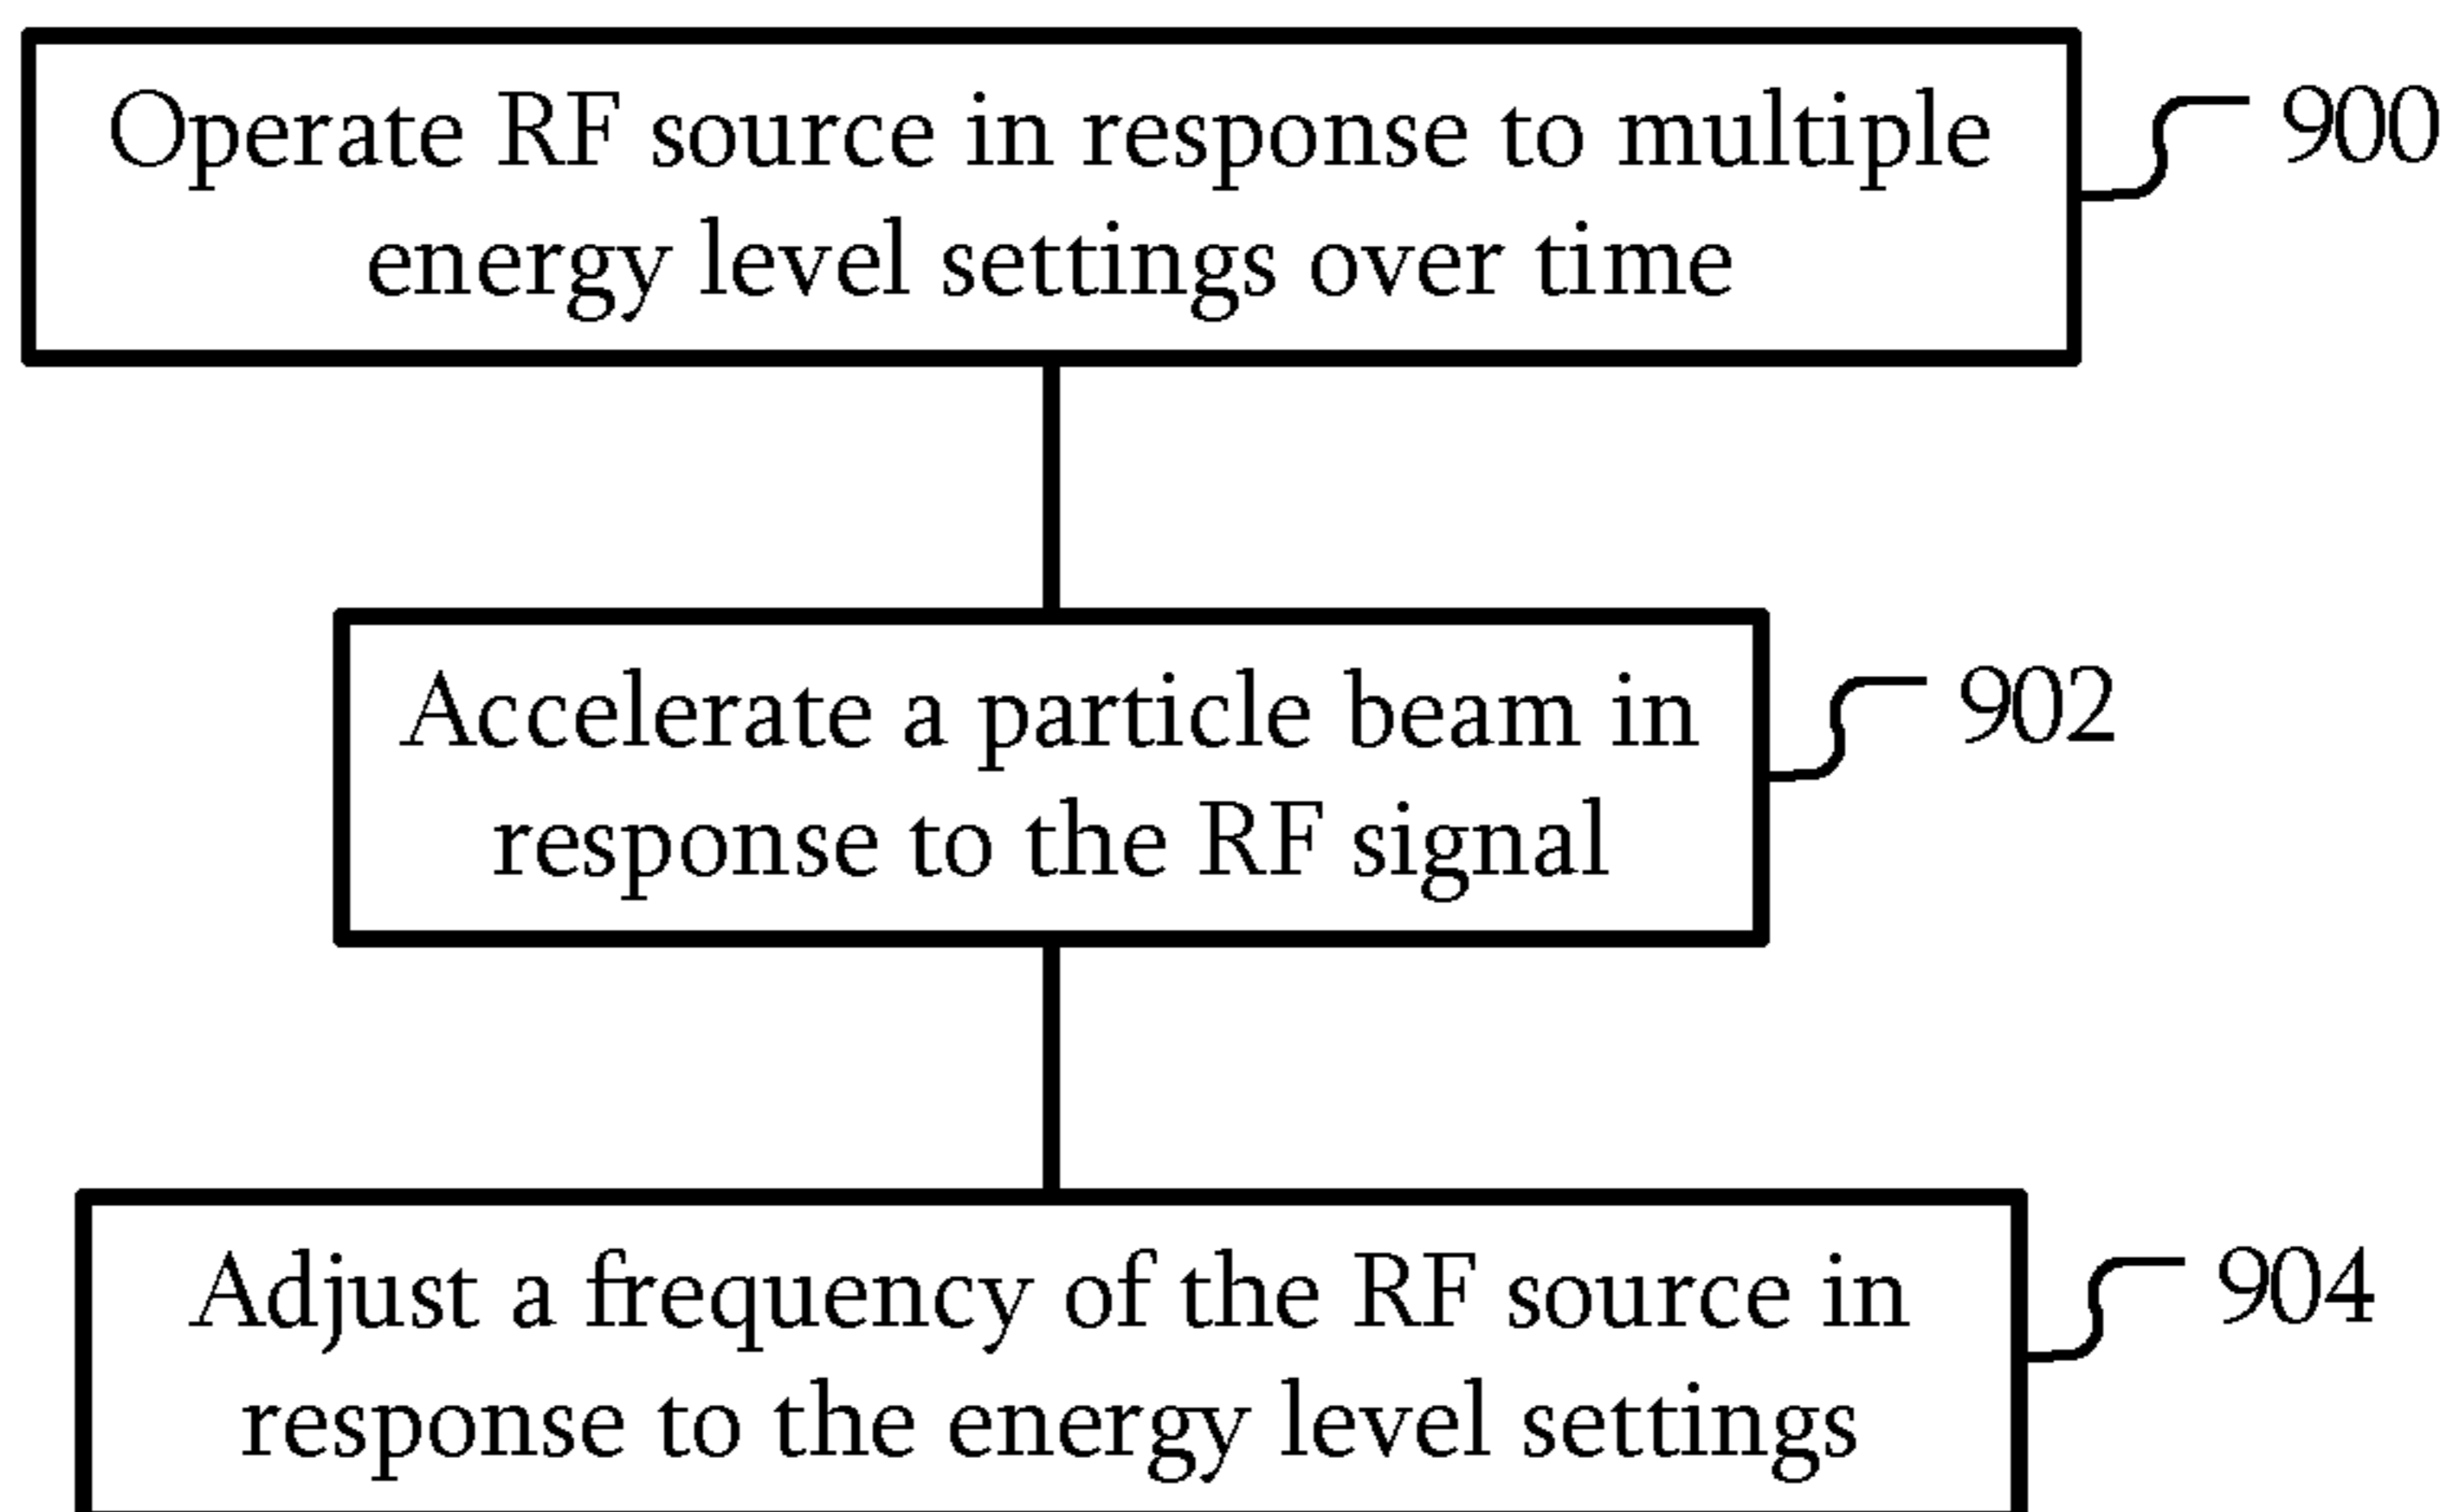 Operate RF source in response to multiple
energy level settings over time
900
Accelerate a particle beam in
response to the RF signal
902
Adjust a frequency of the RF source in
response to the energy level settings
904